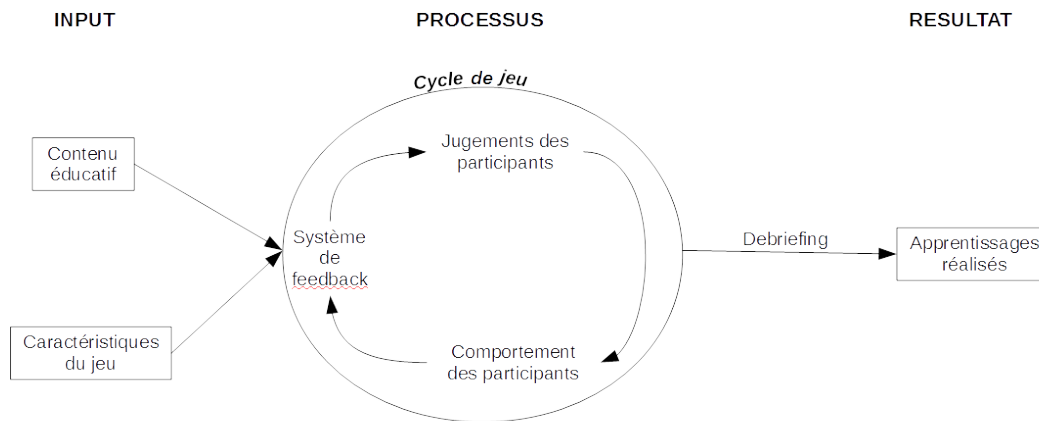 INPUT
PROCESSUS
RESULTAT
Cycle de jeu
Contenu
éducatif
Jugements des
participants
Système
de
feedback
Debriefing
Apprentissages
réalisés
Caractéristiques
du jeu
Comportement
des participants